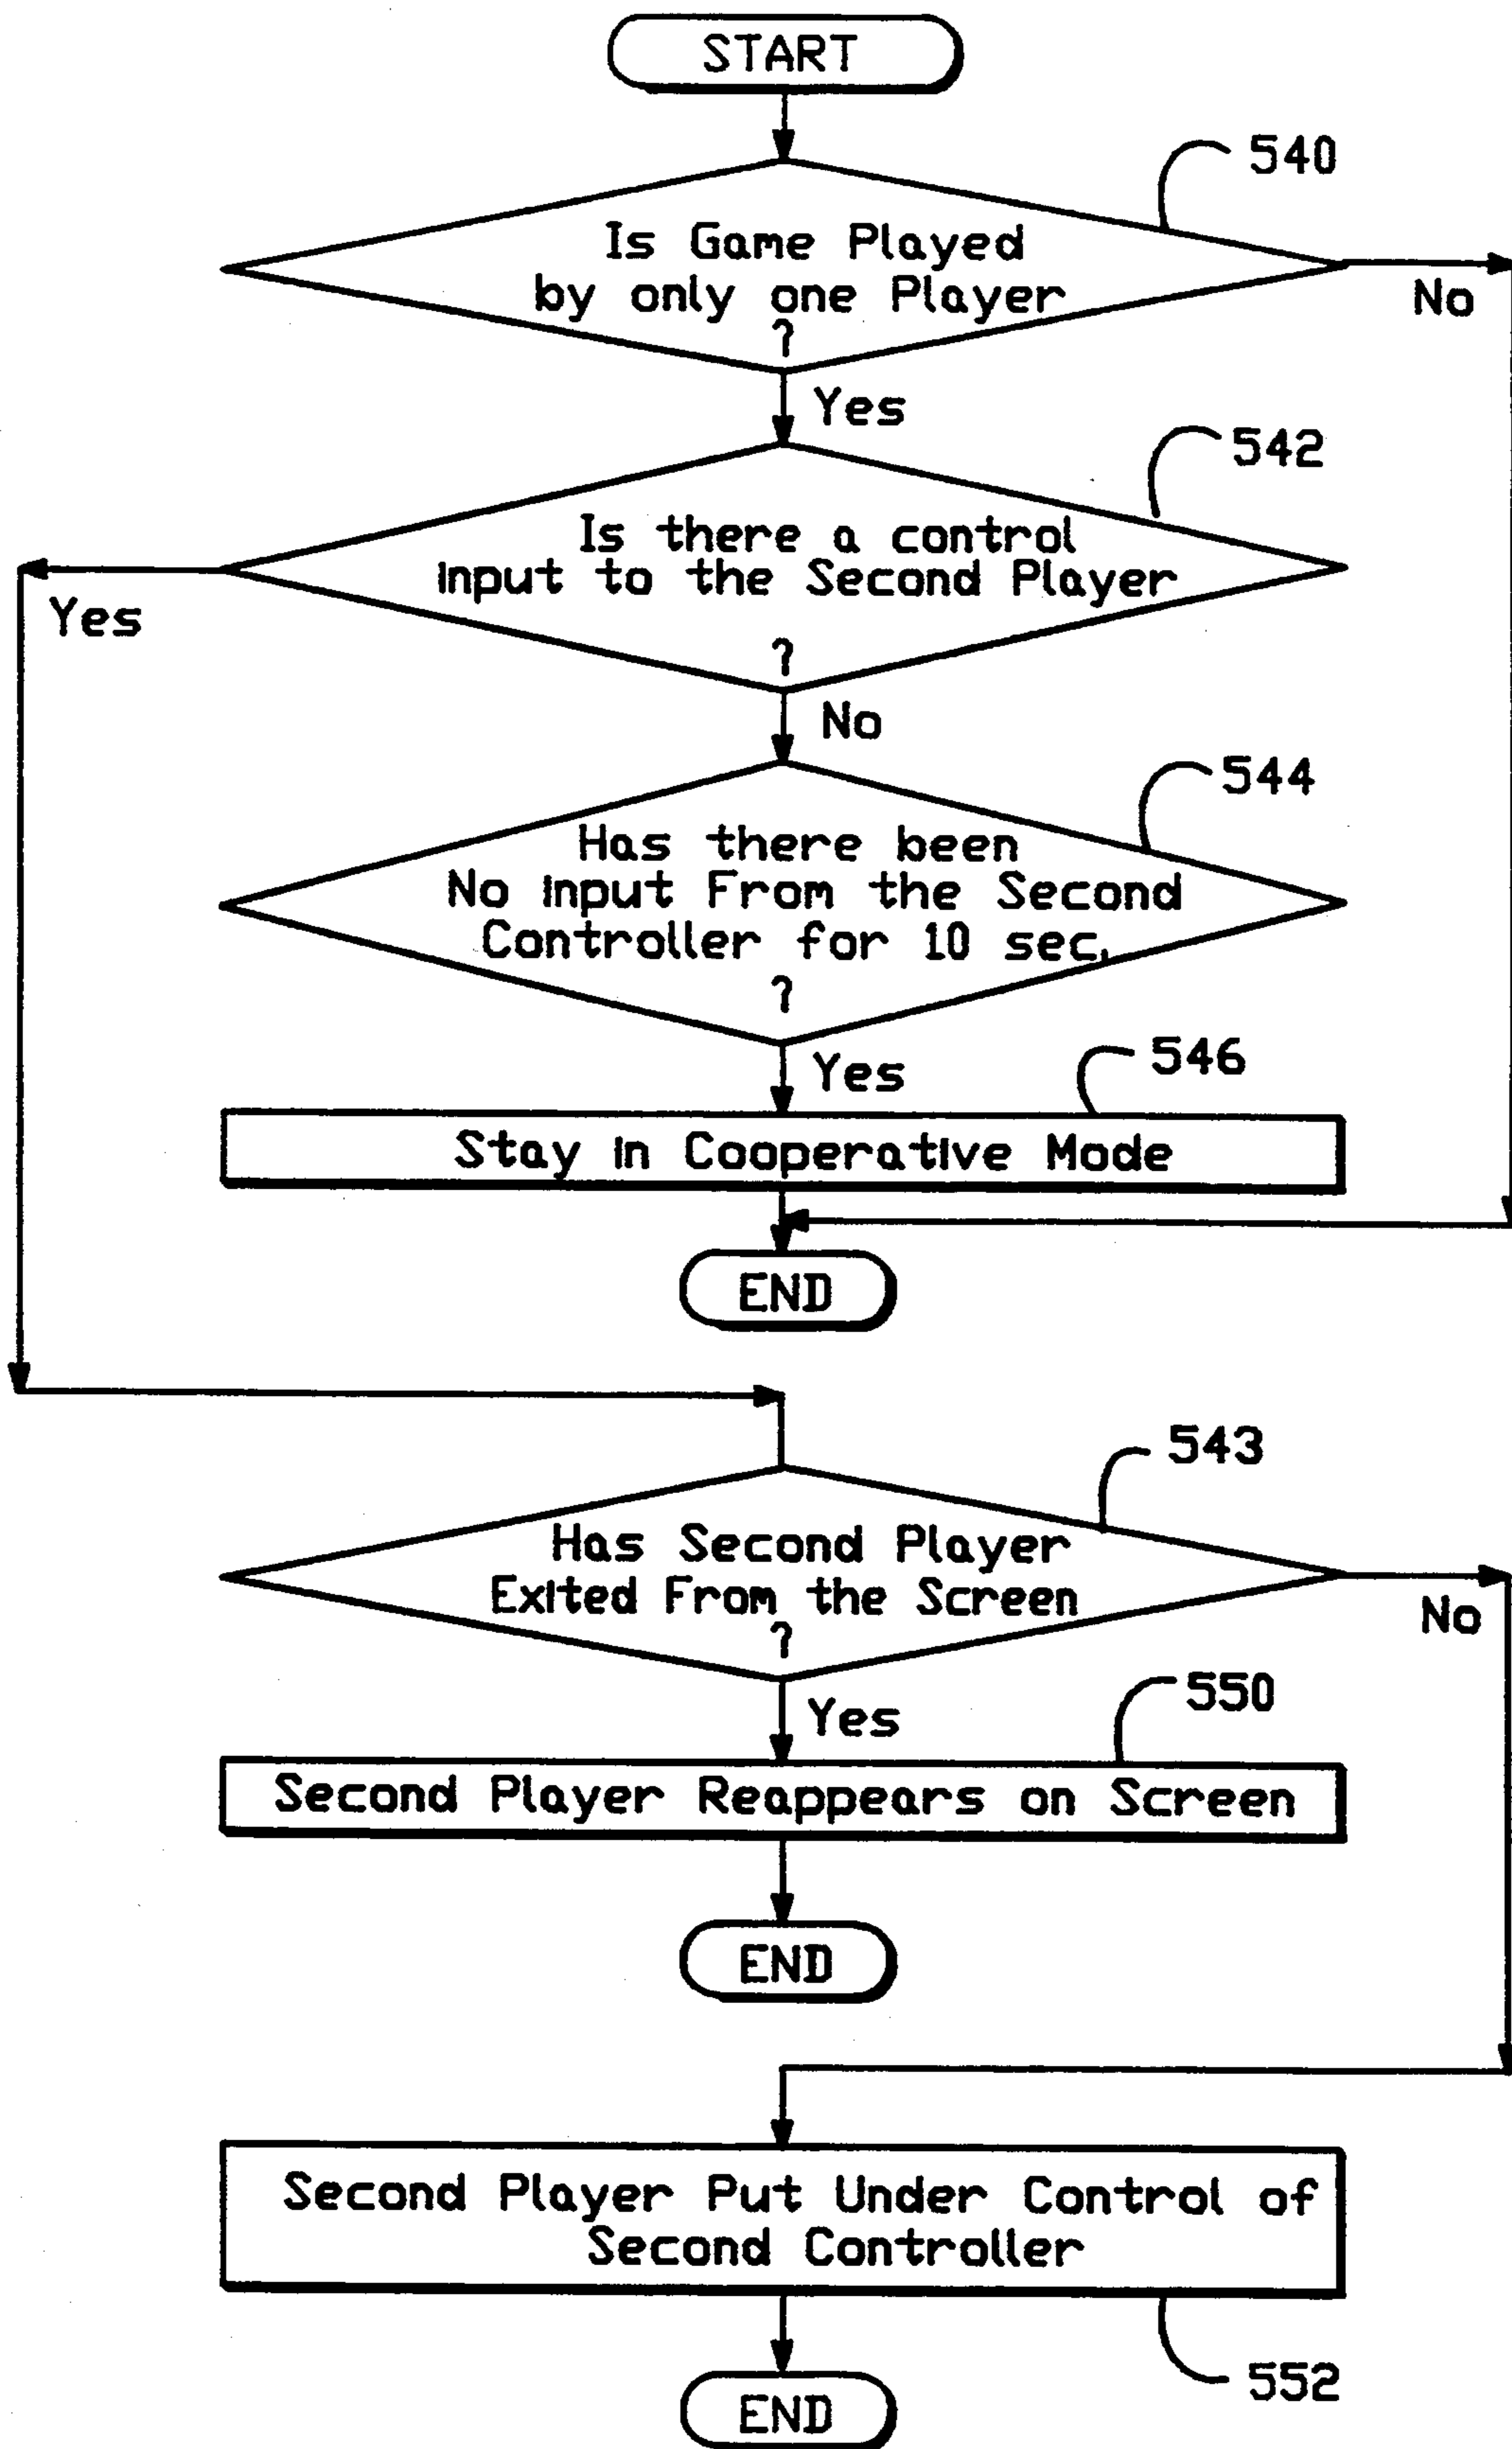 START
540
Is Game Played
by only one Player
?
No
Yes
542
Is there a control
input to the Second Player
?
Yes
No
544
Has there been
No input From the Second
Controller for 10 sec.
?
Yes
546
Stay in Cooperative Mode
END
543
Has Second Player
Exited From the Screen
?
No
Yes
550
Second Player Reappears on Screen
END
Second Player Put Under Control of
Second Controller
552
END